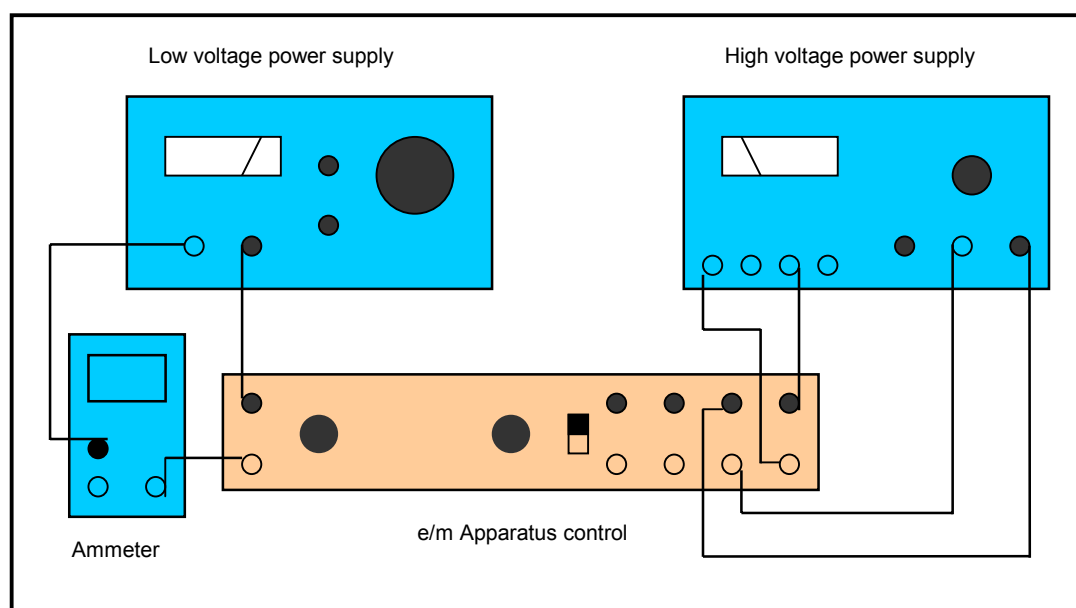 Low voltage power supply
High voltage power supply
e/m Apparatus control
Ammeter